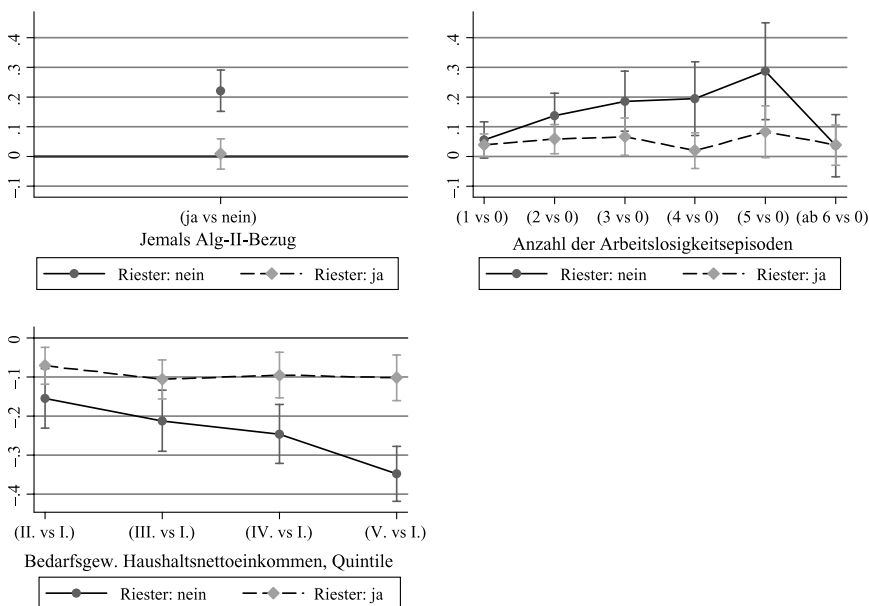 .4
.3
.2
.1
0
-.1
(ja vs nein)
Jemals Alg-II-Bezug
Riester: nein Riester: ja
.4
.3
.2
.1
0
-.1
(1 vs 0) (2 vs 0) (3 vs 0) (4 vs 0) (5 vs 0) (ab 6 vs 0)
Anzahl der Arbeitslosigkeitsepisoden
Riester: nein Riester: ja
0
-.1
-.2
-.3
-.4
(II. vs I.) (III. vs I.) (IV. vs I.) (V. vs I.)
Bedarfsgew. Haushaltsnettoeinkommen, Quintile
Riester: nein Riester: ja